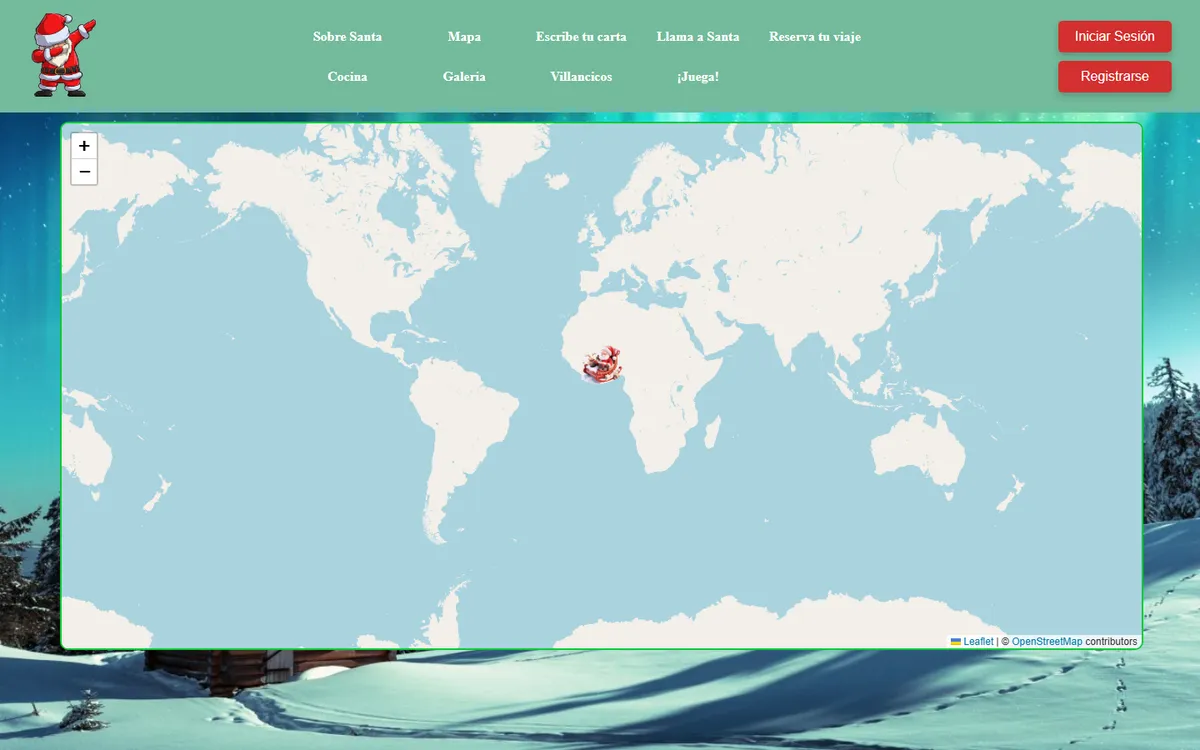 Sobre Santa Mapa Escribe tu carta Llama a Santa Reserva tu viaje
Cocina Galería Villancicos ¡Juega!
Iniciar Sesión
Registrarse
+
−
Leaflet | © OpenStreetMap contributors